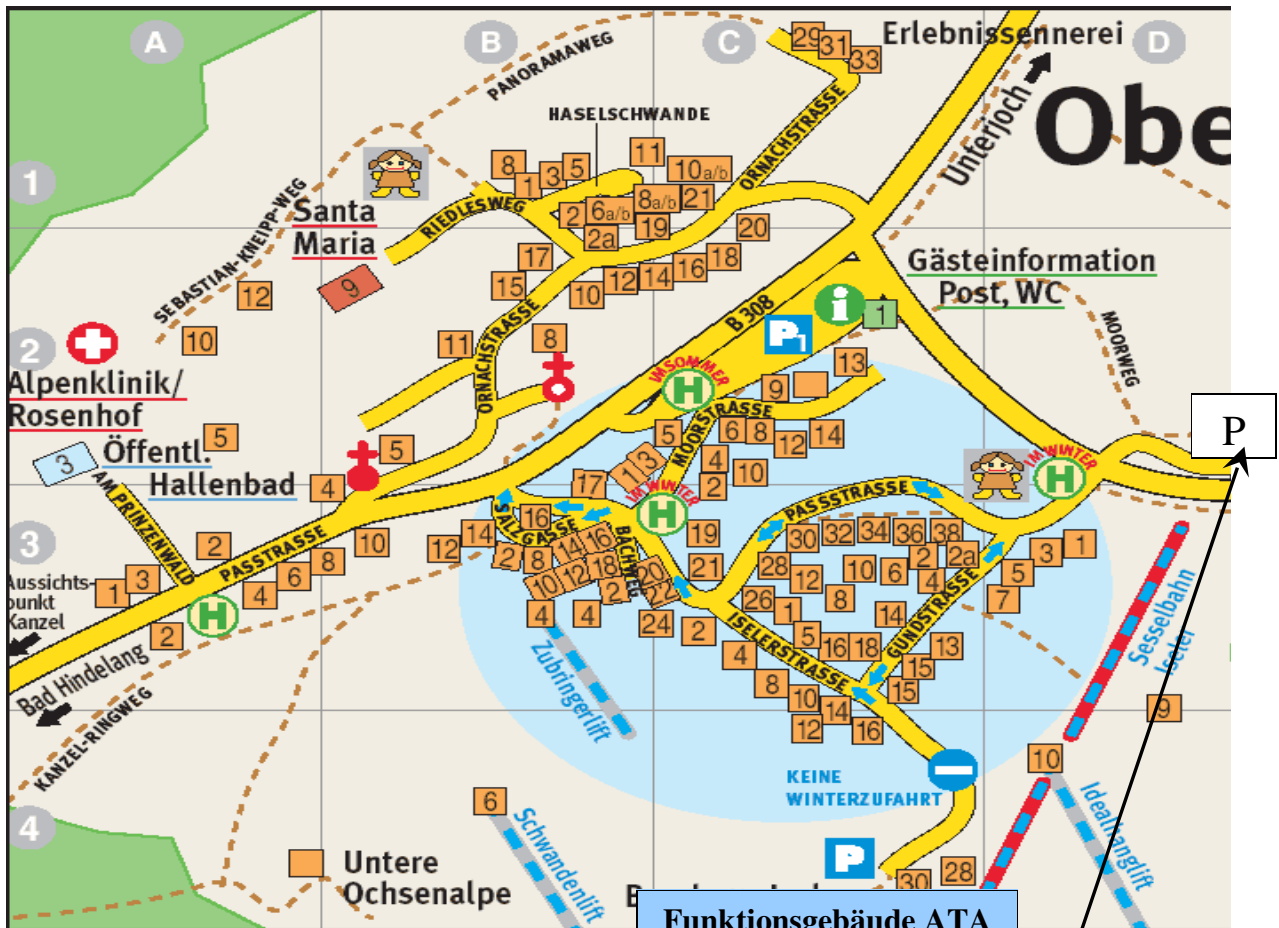 A
B
C
D
29 31 33
Erlebnissennerei
PANORAMAWEG
Unterjoch
Obe
HASELSCHWANDE
ORNACHSTRASSE
1
8 1 3 5
11
10a/b
2 6a/b 8a/b 21
2a 19
20
RIEDLESWEG
Santa
Maria
SEBASTIAN-KNEIPP-WEG
9
12
10
17
15
10 12 14 16 18
Gästeinformation
Post, WC
B 308
i
1
MOORWEG
2
Alpenklinik/
Rosenhof
11
8
ORNACHSTRASSE
P1
IM SOMMER
H
9
13
MOORSTRASSE
5
6 8 12 14
4
10
2
1 3
3
Öffentl.
Hallenbad
5
5
4
AM PRINZENWALD
P
IM WINTER
H
IM WINTER
H
3
Aussichts-
punkt
Kanzel
1 3
2
PASSTRASSE
4 6 8 10
H
2
Bad Hindelang
KANZEL-RINGWEG
17
16
SALZGASSE
BACHWEG
12 14
2 8 14 16
10 12 18
2
20
22
4 4
24
2
19
21
PASSSTRASSE
30 32 34 36 38
28 12 10 6 2 2a
4
8
26 1
5
14
16 18
GUNDSTRASSE
5 3 1
7
13
15
15
ISELERSTRASSE
4
8
10
12
14
16
Zubringerlift
Sesselbahn
Iseler
9
10
KEINE
WINTERZUFAHRT
Idealhanglift
4
6
Schwandenlift
Untere
Ochsenalpe
P
30 28
Funktionsgebäude ATA